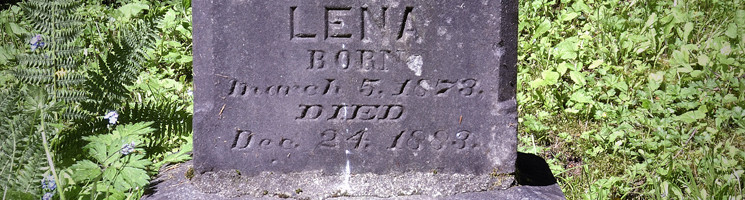 LENA
BORN
March 5, 1873.
DIED
Dec. 24, 1883.